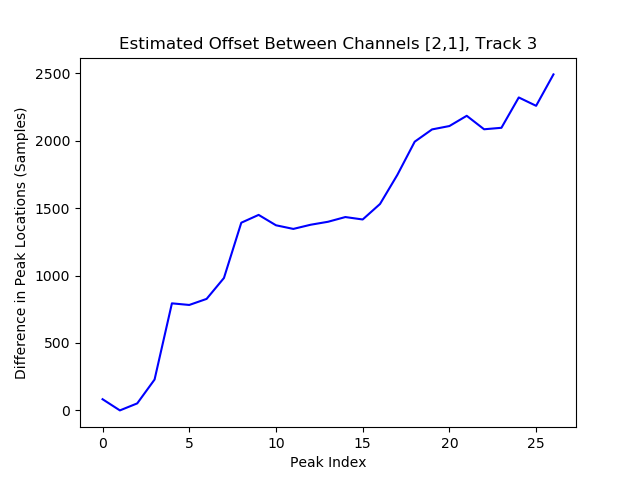 Estimated Offset Between Channels [2,1], Track 3
Difference in Peak Locations (Samples)
2500
2000
1500
1000
500
0
0 5 10 15 20 25
Peak Index